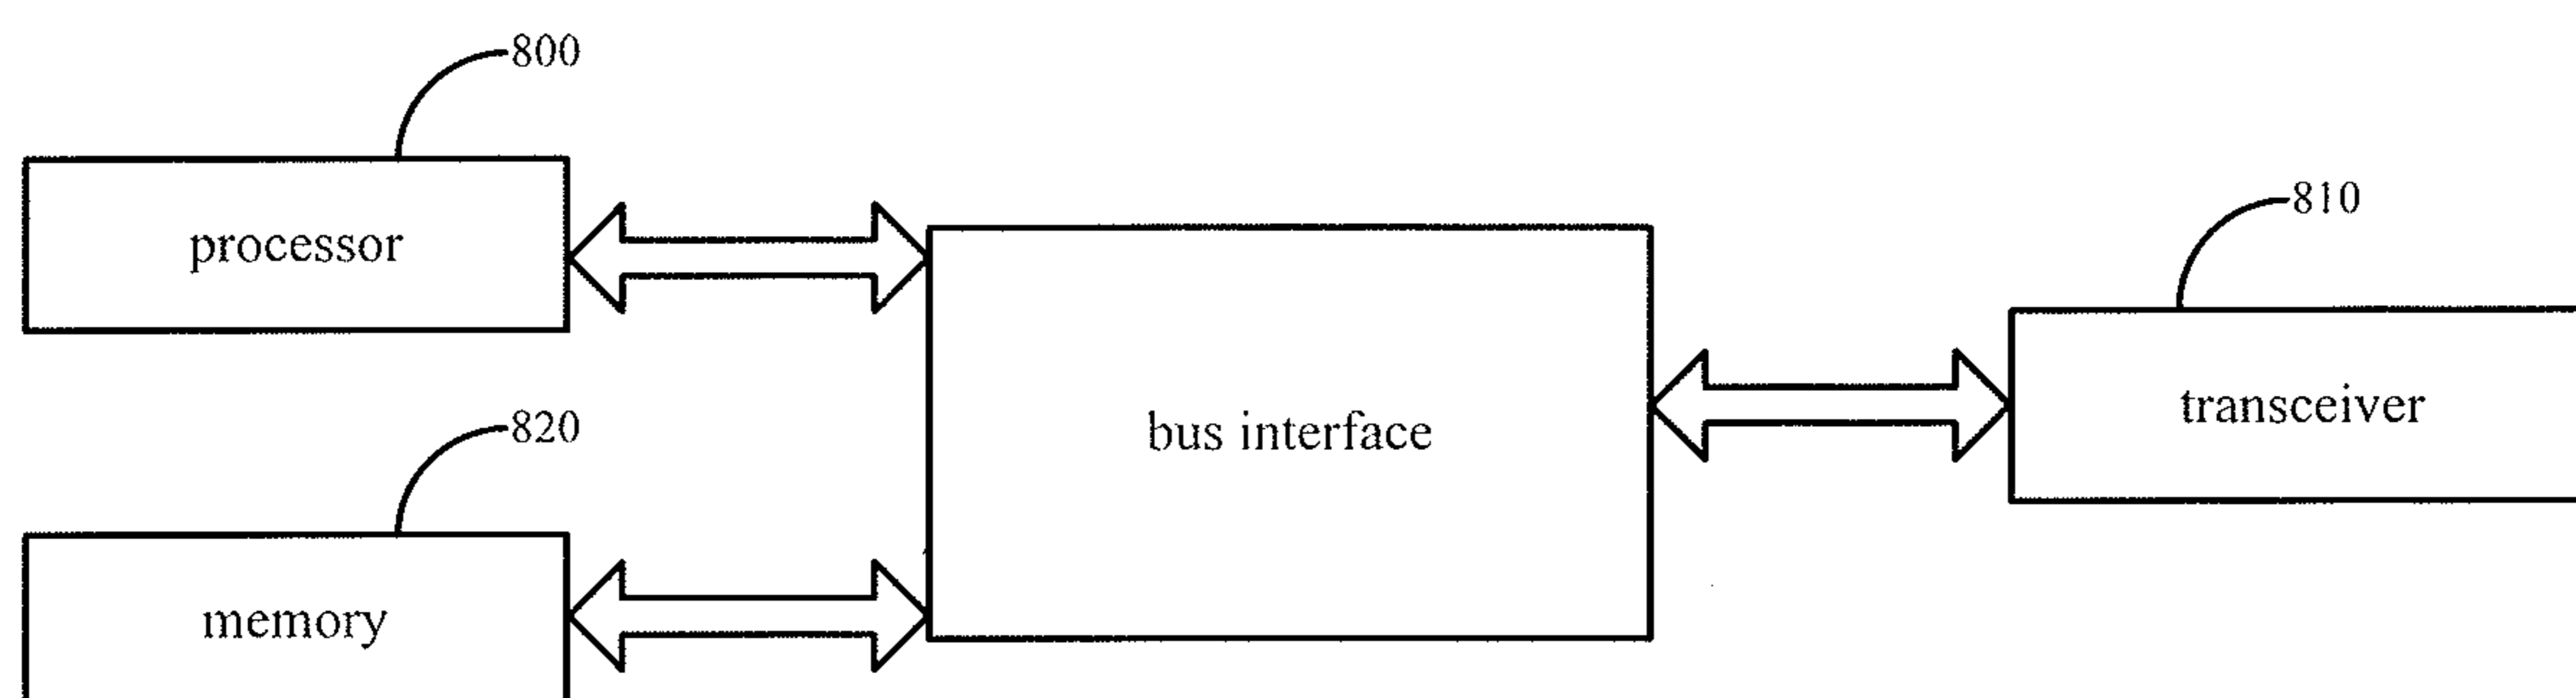 800
processor
810
bus interface
transceiver
820
memory